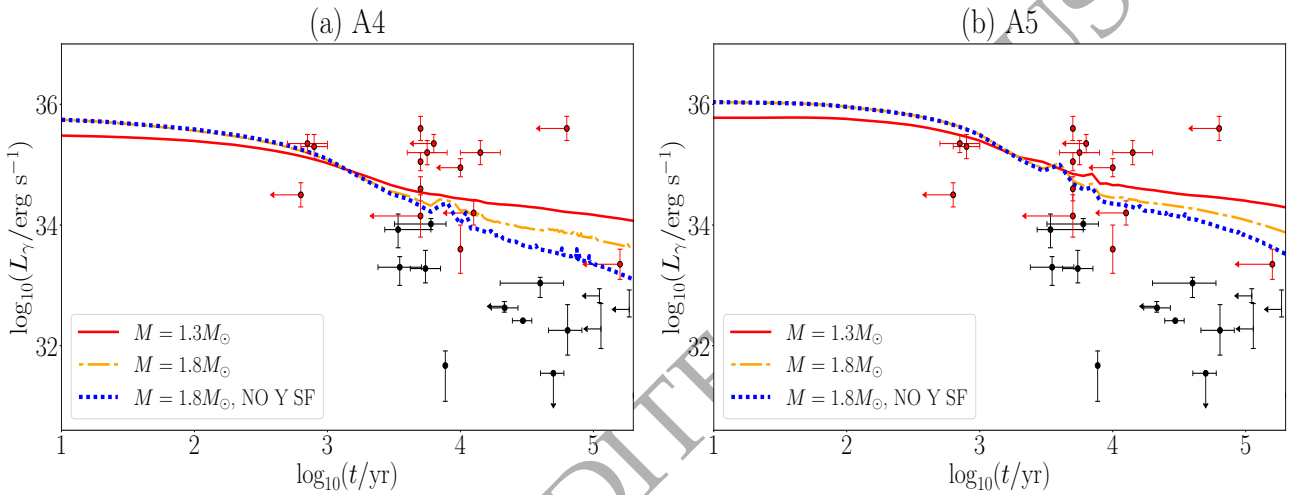 (a) A4
36
34
32
log₁₀(Lγ/erg s⁻¹)
M = 1.3M⊙
M = 1.8M⊙
M = 1.8M⊙, NO Y SF
1 2 3 4 5
log₁₀(t/yr)
(b) A5
36
34
32
log₁₀(Lγ/erg s⁻¹)
M = 1.3M⊙
M = 1.8M⊙
M = 1.8M⊙, NO Y SF
1 2 3 4 5
log₁₀(t/yr)